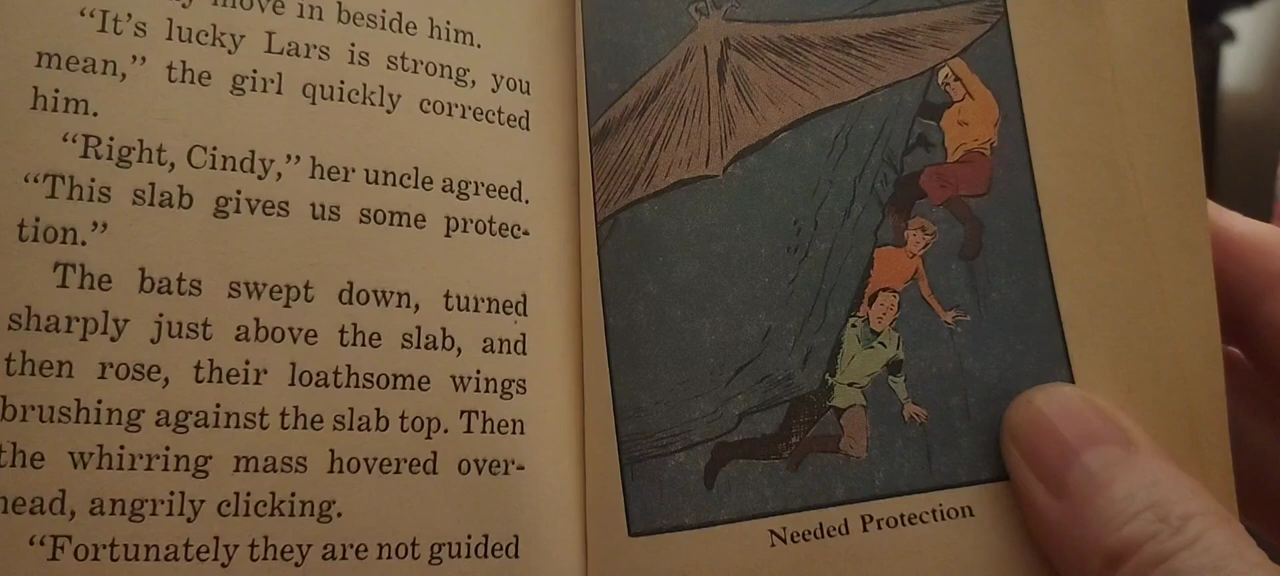 move in beside him.
“It’s lucky Lars is strong, you
mean,” the girl quickly corrected
him.
“Right, Cindy,” her uncle agreed.
“This slab gives us some protec-
tion.”
The bats swept down, turned
sharply just above the slab, and
then rose, their loathsome wings
brushing against the slab top. Then
the whirring mass hovered over-
head, angrily clicking.
“Fortunately they are not guided
Needed Protection